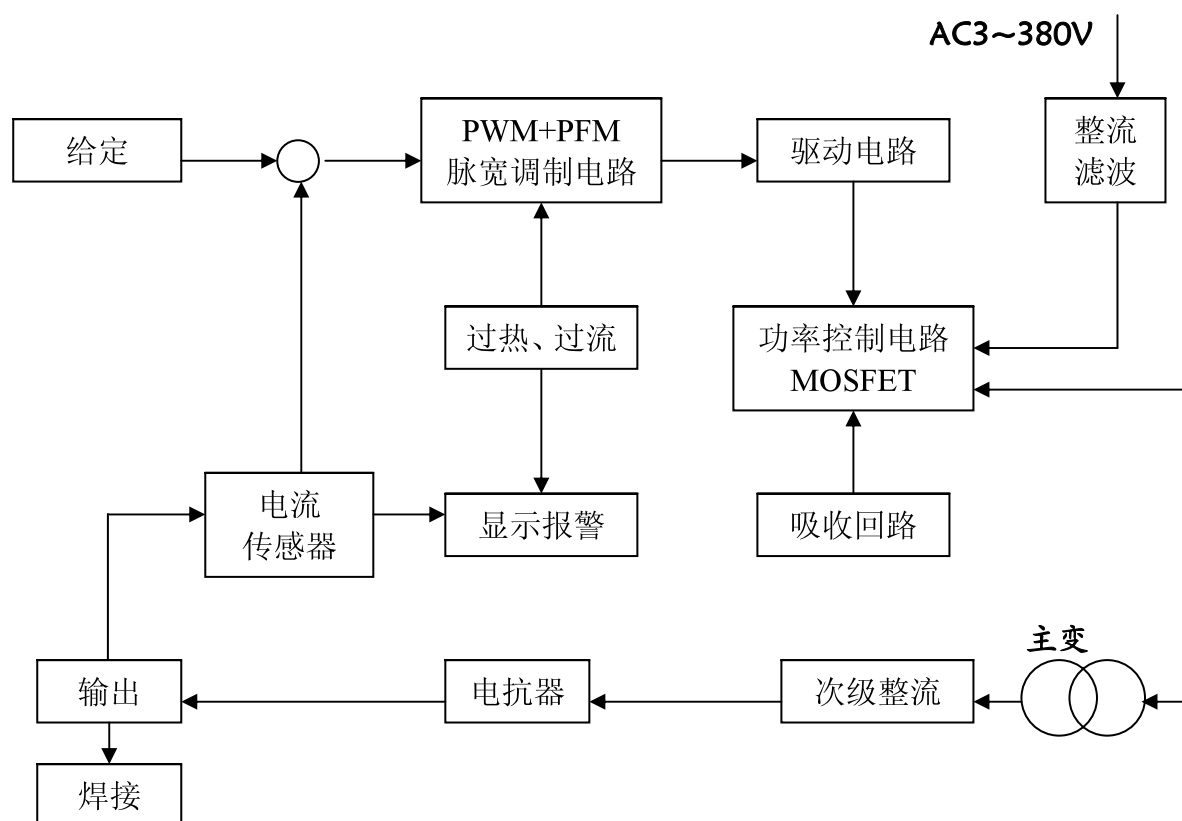 AC3~380V
给定
PWM+PFM
脉宽调制电路
驱动电路
整流
滤波
过热、过流
功率控制电路
MOSFET
电流
传感器
显示报警
吸收回路
主变
输出
电抗器
次级整流
焊接